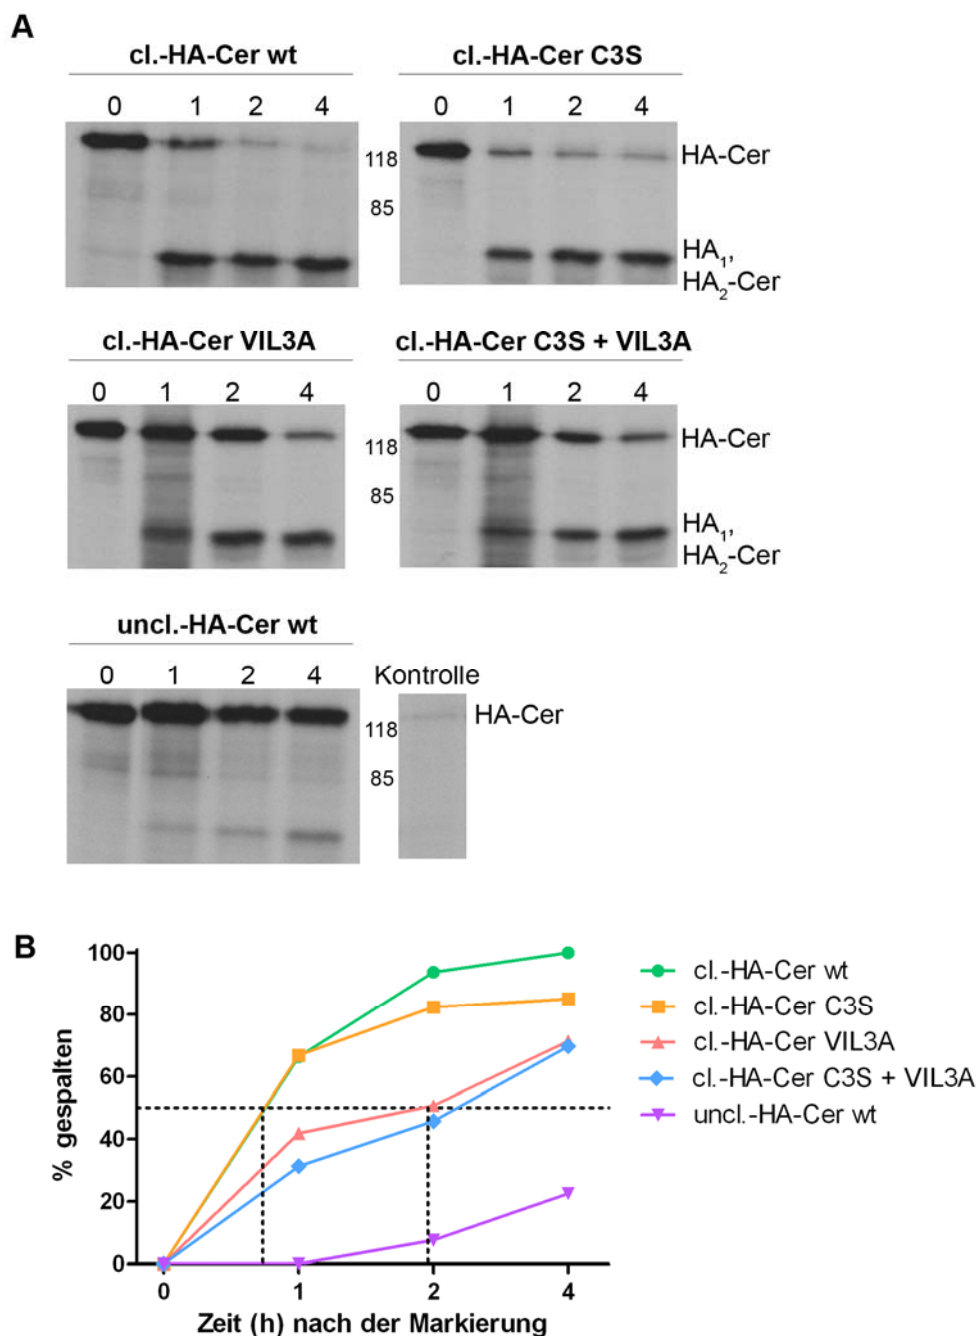 A
cl.-HA-Cer wt
cl.-HA-Cer C3S
0 1 2 4
0 1 2 4
118
85
HA-Cer
HA1,
HA2-Cer
cl.-HA-Cer VIL3A
cl.-HA-Cer C3S + VIL3A
0 1 2 4
0 1 2 4
118
85
HA-Cer
HA1,
HA2-Cer
uncl.-HA-Cer wt
0 1 2 4
Kontrolle
118
85
HA-Cer
B
% gespalten
100
80
60
40
20
0
0 1 2 4
Zeit (h) nach der Markierung
cl.-HA-Cer wt
cl.-HA-Cer C3S
cl.-HA-Cer VIL3A
cl.-HA-Cer C3S + VIL3A
uncl.-HA-Cer wt